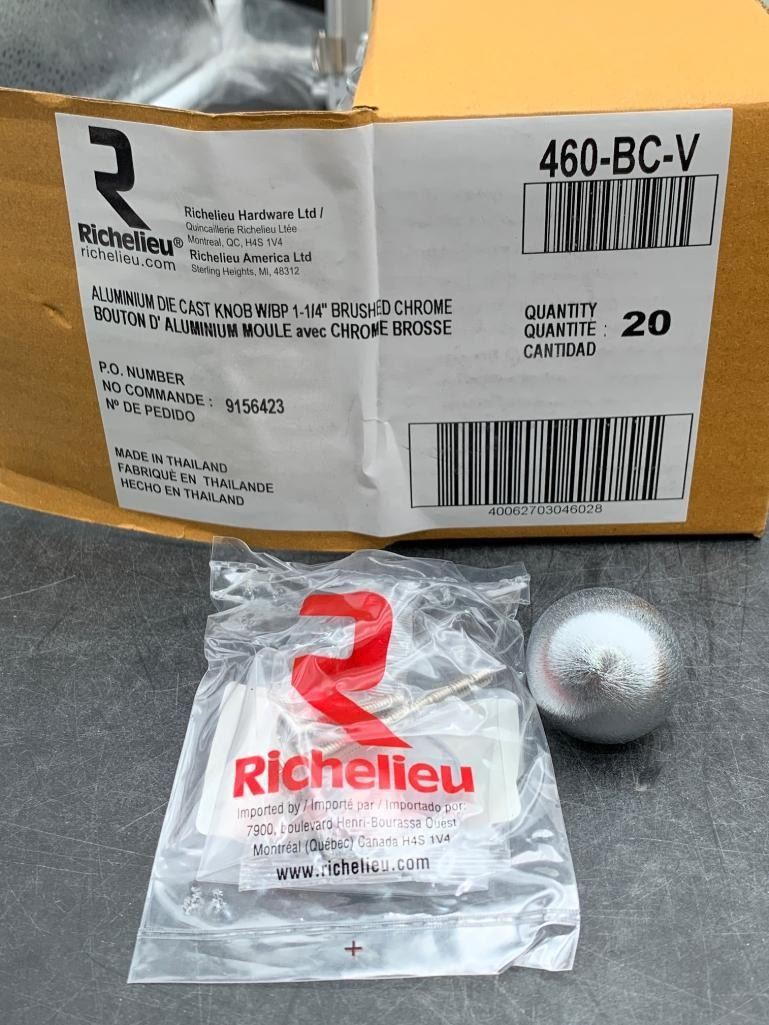 R
Richelieu®
richelieu.com
Richelieu Hardware Ltd /
Quincaillerie Richelieu Ltée
Montreal, QC, H4S 1V4
Richelieu America Ltd
Sterling Heights, MI, 48312
460-BC-V
ALUMINIUM DIE CAST KNOB W/BP 1-1/4" BRUSHED CHROME
BOUTON D' ALUMINIUM MOULE avec CHROME BROSSE
QUANTITY
QUANTITÉ : 20
CANTIDAD
P.O. NUMBER
NO COMMANDE : 9156423
Nº DE PEDIDO
MADE IN THAILAND
FABRIQUÉ EN THAILANDE
HECHO EN THAILAND
40062703046028
R
Richelieu
Imported by / Importé par / Importado por:
7900, boulevard Henri-Bourassa Ouest
Montréal (Québec) Canada H4S 1V4
www.richelieu.com
+